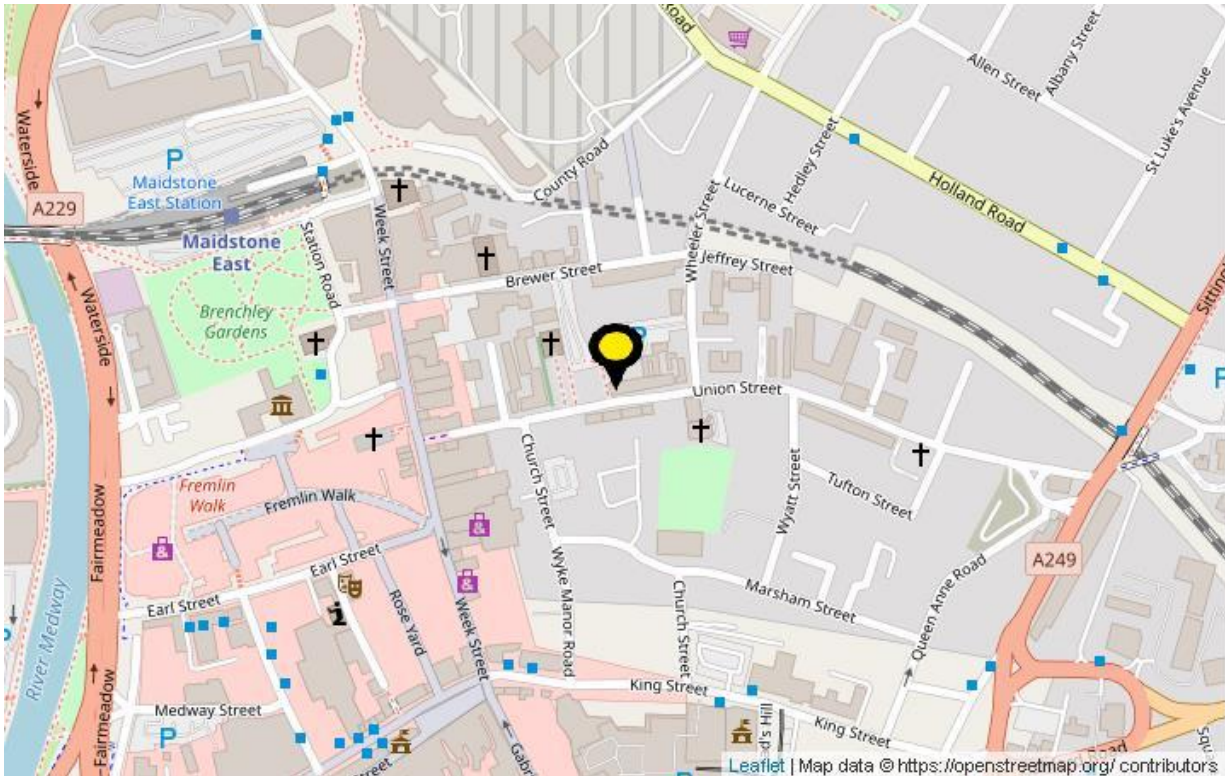 Road
Allen Street
Albany Street
St Luke's Avenue
Waterside
P
Maidstone
East Station
County Road
Hedley Street
Holland Road
A229
Maidstone
East
Week Street
Lucerne Street
Wheeler Street
Station Road
Brewer Street
Jeffrey Street
Brenchley
Gardens
Waterside
P
P
Union Street
Church Street
Wyatt Street
Tufton Street
Fremlin
Walk
Fremlin Walk
Fairmeadow
Earl Street
Earl Street
Rose Yard
Week Street
Wyke Manor Road
Church Street
Marsham Street
Queen Anne Road
A249
River Medway
King Street
King Street
Medway Street
P
Fairmeadow
Street
Road
Leaflet | Map data © https://openstreetmap.org/ contributors